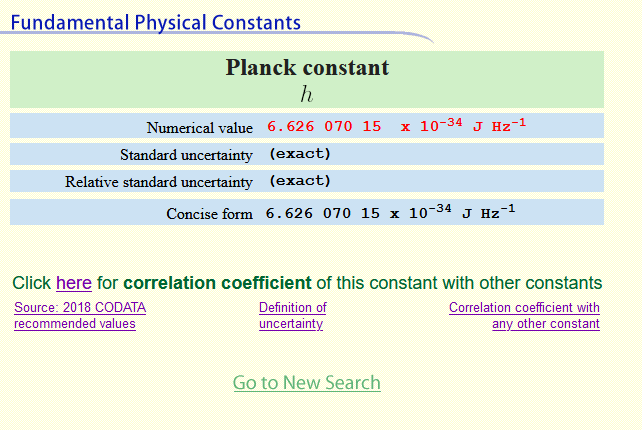 Fundamental Physical Constants
Planck constant
h
Numerical value 6.626 070 15 x 10⁻³⁴ J Hz⁻¹
Standard uncertainty (exact)
Relative standard uncertainty (exact)
Concise form 6.626 070 15 x 10⁻³⁴ J Hz⁻¹
Click here for correlation coefficient of this constant with other constants
Source: 2018 CODATA
recommended values
Definition of
uncertainty
Correlation coefficient with
any other constant
Go to New Search